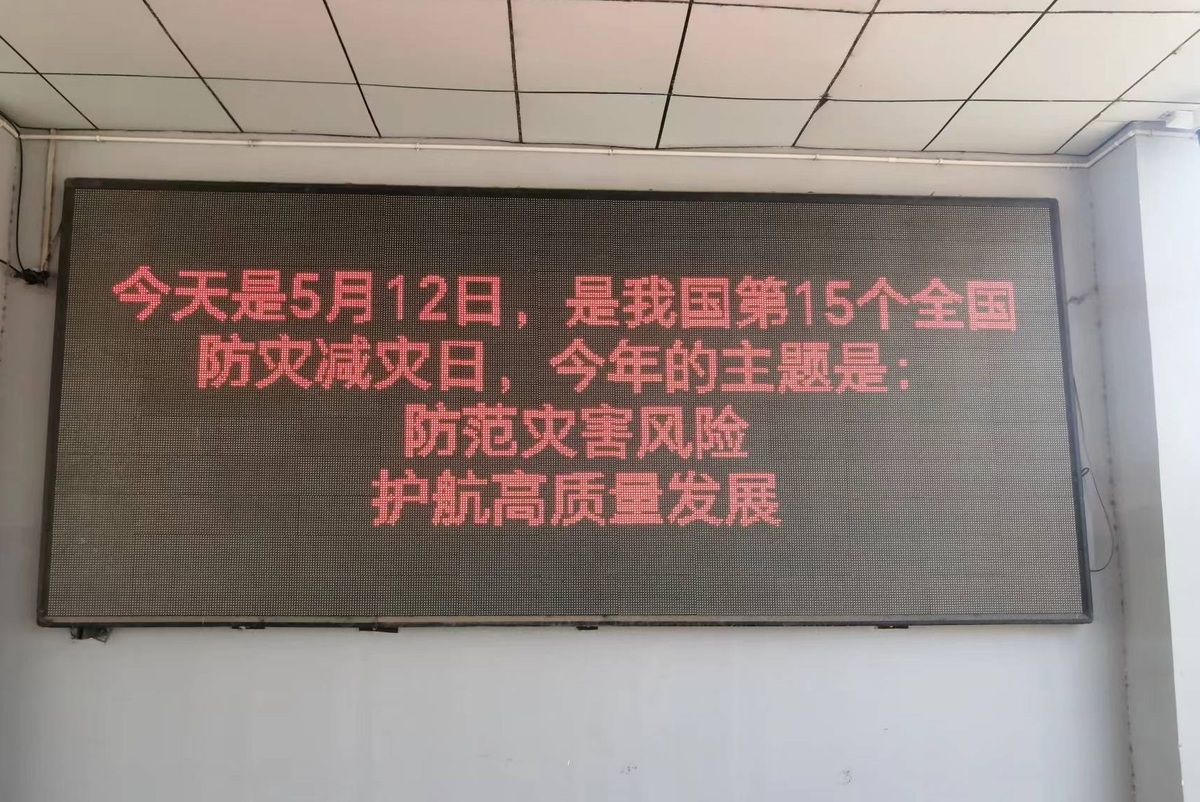 今天是5月12日，是我国第15个全国
防灾减灾日，今年的主题是：
防范灾害风险
护航高质量发展